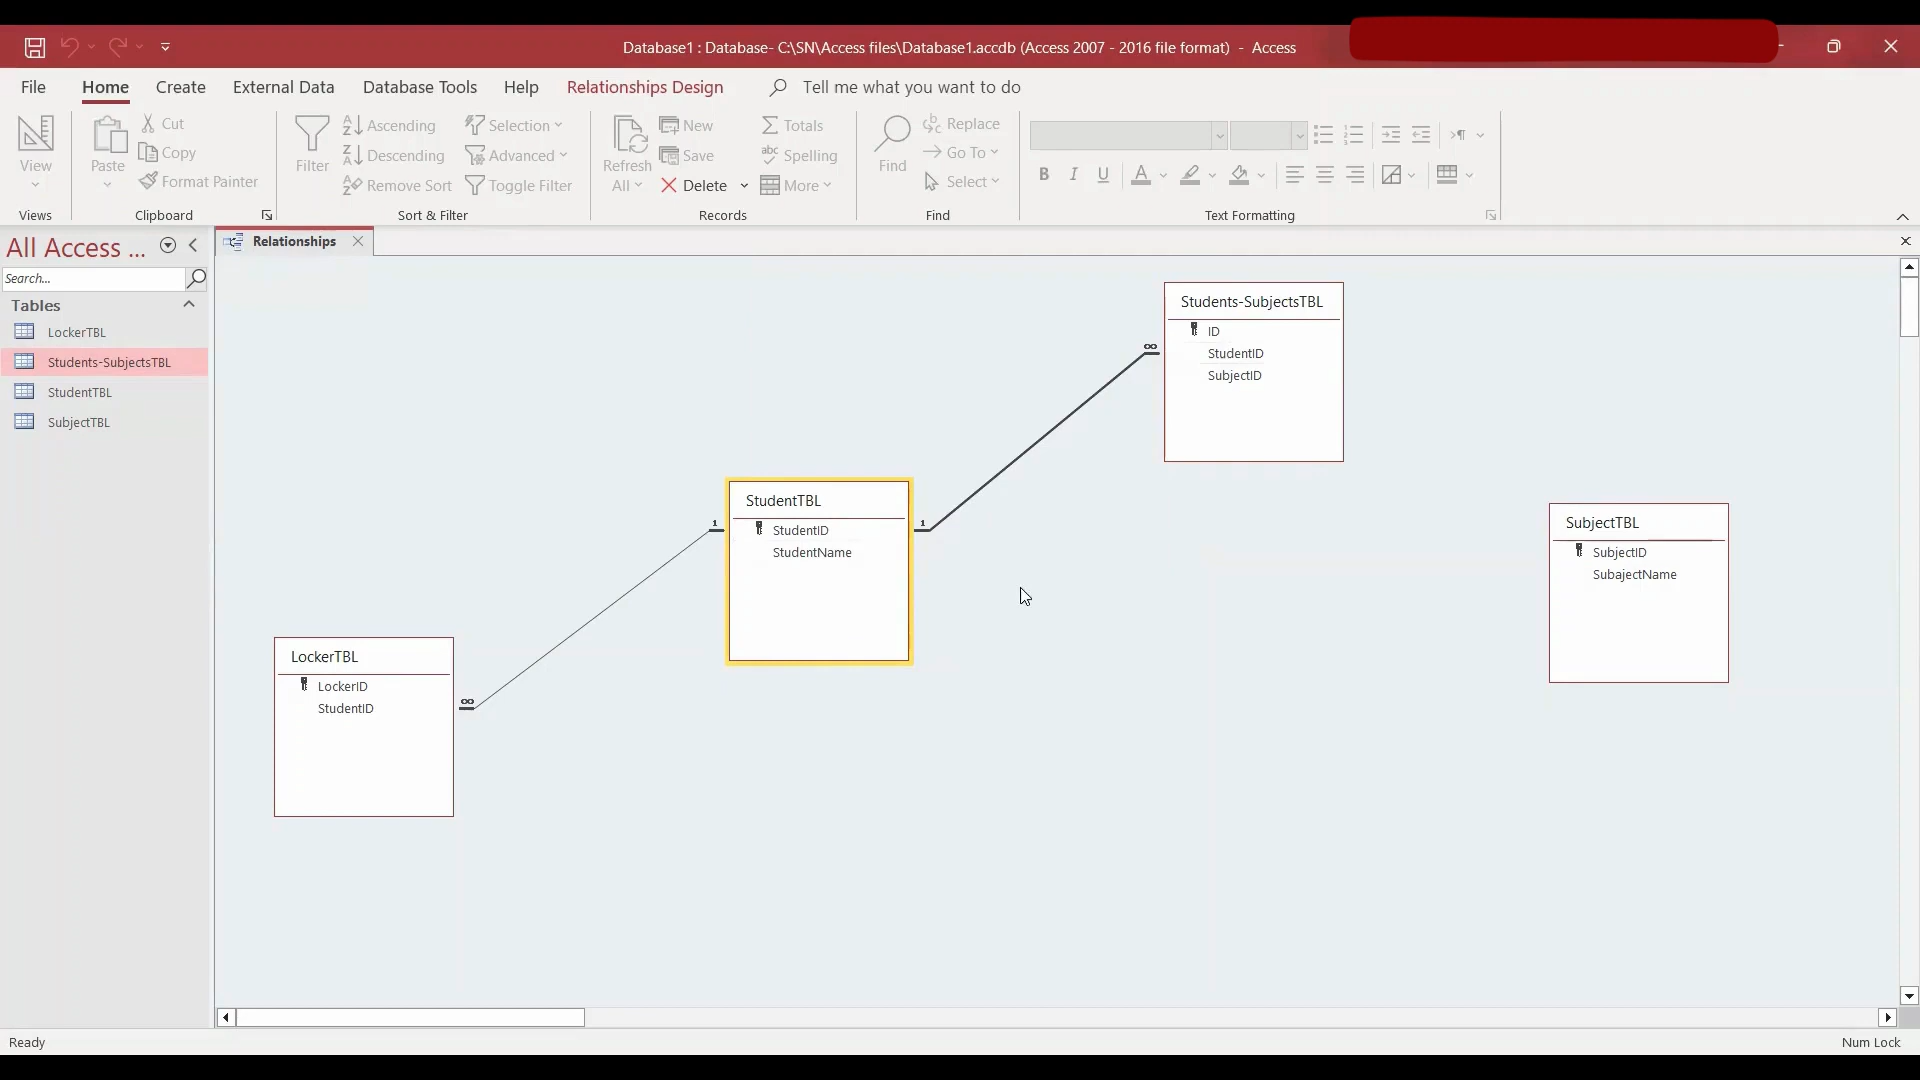 Database1 : Database- C:\SN\Access files\Database1.accdb (Access 2007 - 2016 file format) - Access
File Home Create External Data Database Tools Help Relationships Design Tell me what you want to do
View
Views
Paste
Cut
Copy
Format Painter
Clipboard
Filter
Ascending
Descending
Remove Sort
Selection
Advanced
Toggle Filter
Sort & Filter
Refresh
All
New
Save
Delete
Totals
Spelling
More
Records
Find
Replace
Go To
Select
Find
B I U A
Text Formatting
All Access ...
Search...
Tables
LockerTBL
Students-SubjectsTBL
StudentTBL
SubjectTBL
Relationships
Students-SubjectsTBL
ID
StudentID
SubjectID
∞
StudentTBL
StudentID
StudentName
1
1
SubjectTBL
SubjectID
SubajectName
LockerTBL
LockerID
StudentID
∞
Ready
Num Lock